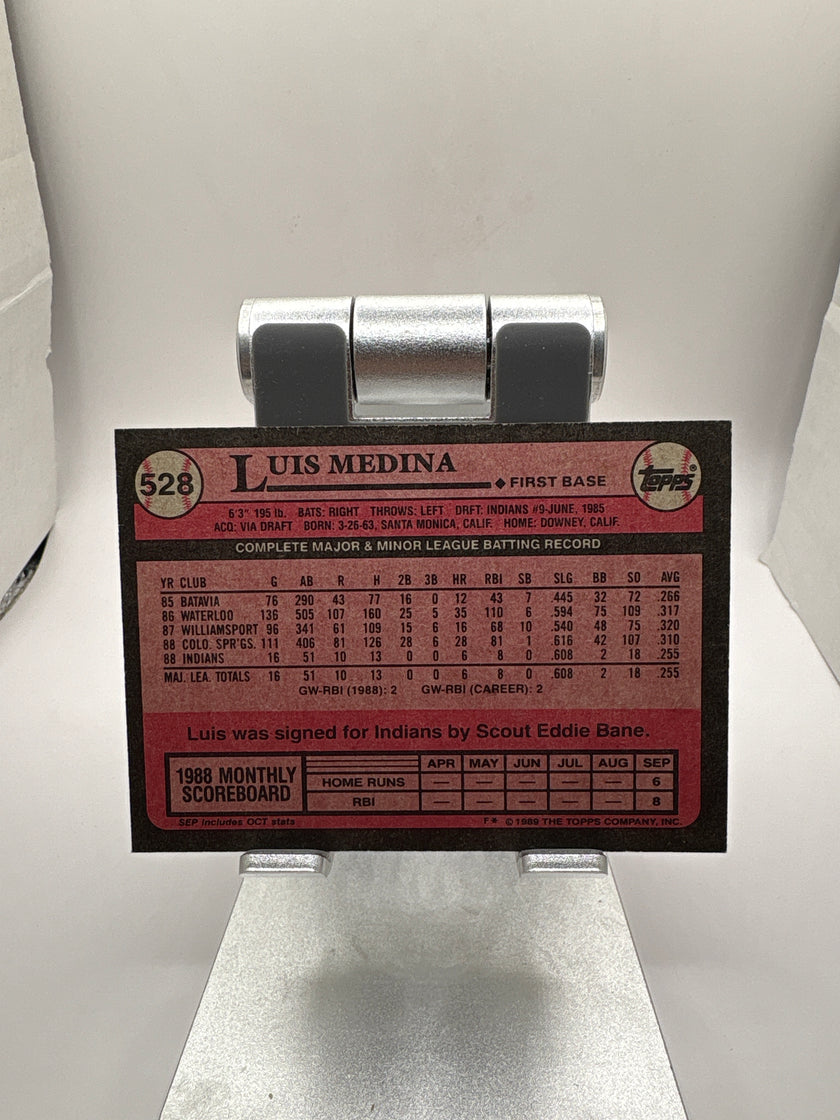 528
LUIS MEDINA
◆ FIRST BASE
TOPPS®
6'3" 195 lb. BATS: RIGHT THROWS: LEFT DRFT: INDIANS #9-JUNE, 1985
ACQ: VIA DRAFT BORN: 3-26-63, SANTA MONICA, CALIF. HOME: DOWNEY, CALIF.
COMPLETE MAJOR & MINOR LEAGUE BATTING RECORD
YR CLUB G AB R H 2B 3B HR RBI SB SLG BB SO AVG
85 BATAVIA 76 290 43 77 16 0 12 43 7 .445 32 72 .266
86 WATERLOO 136 505 107 160 25 5 35 110 6 .594 75 109 .317
87 WILLIAMSPORT 96 341 61 109 15 6 16 68 10 .540 48 75 .320
88 COLO. SPR'GS. 111 406 81 126 28 6 28 81 1 .616 42 107 .310
88 INDIANS 16 51 10 13 0 0 6 8 0 .608 2 18 .255
MAJ. LEA. TOTALS 16 51 10 13 0 0 6 8 0 .608 2 18 .255
GW-RBI (1988): 2 GW-RBI (CAREER): 2
Luis was signed for Indians by Scout Eddie Bane.
1988 MONTHLY
SCOREBOARD
APR MAY JUN JUL AUG SEP
HOME RUNS — — — — — 6
RBI — — — — — 8
SEP includes OCT stats
F* © 1989 THE TOPPS COMPANY, INC.